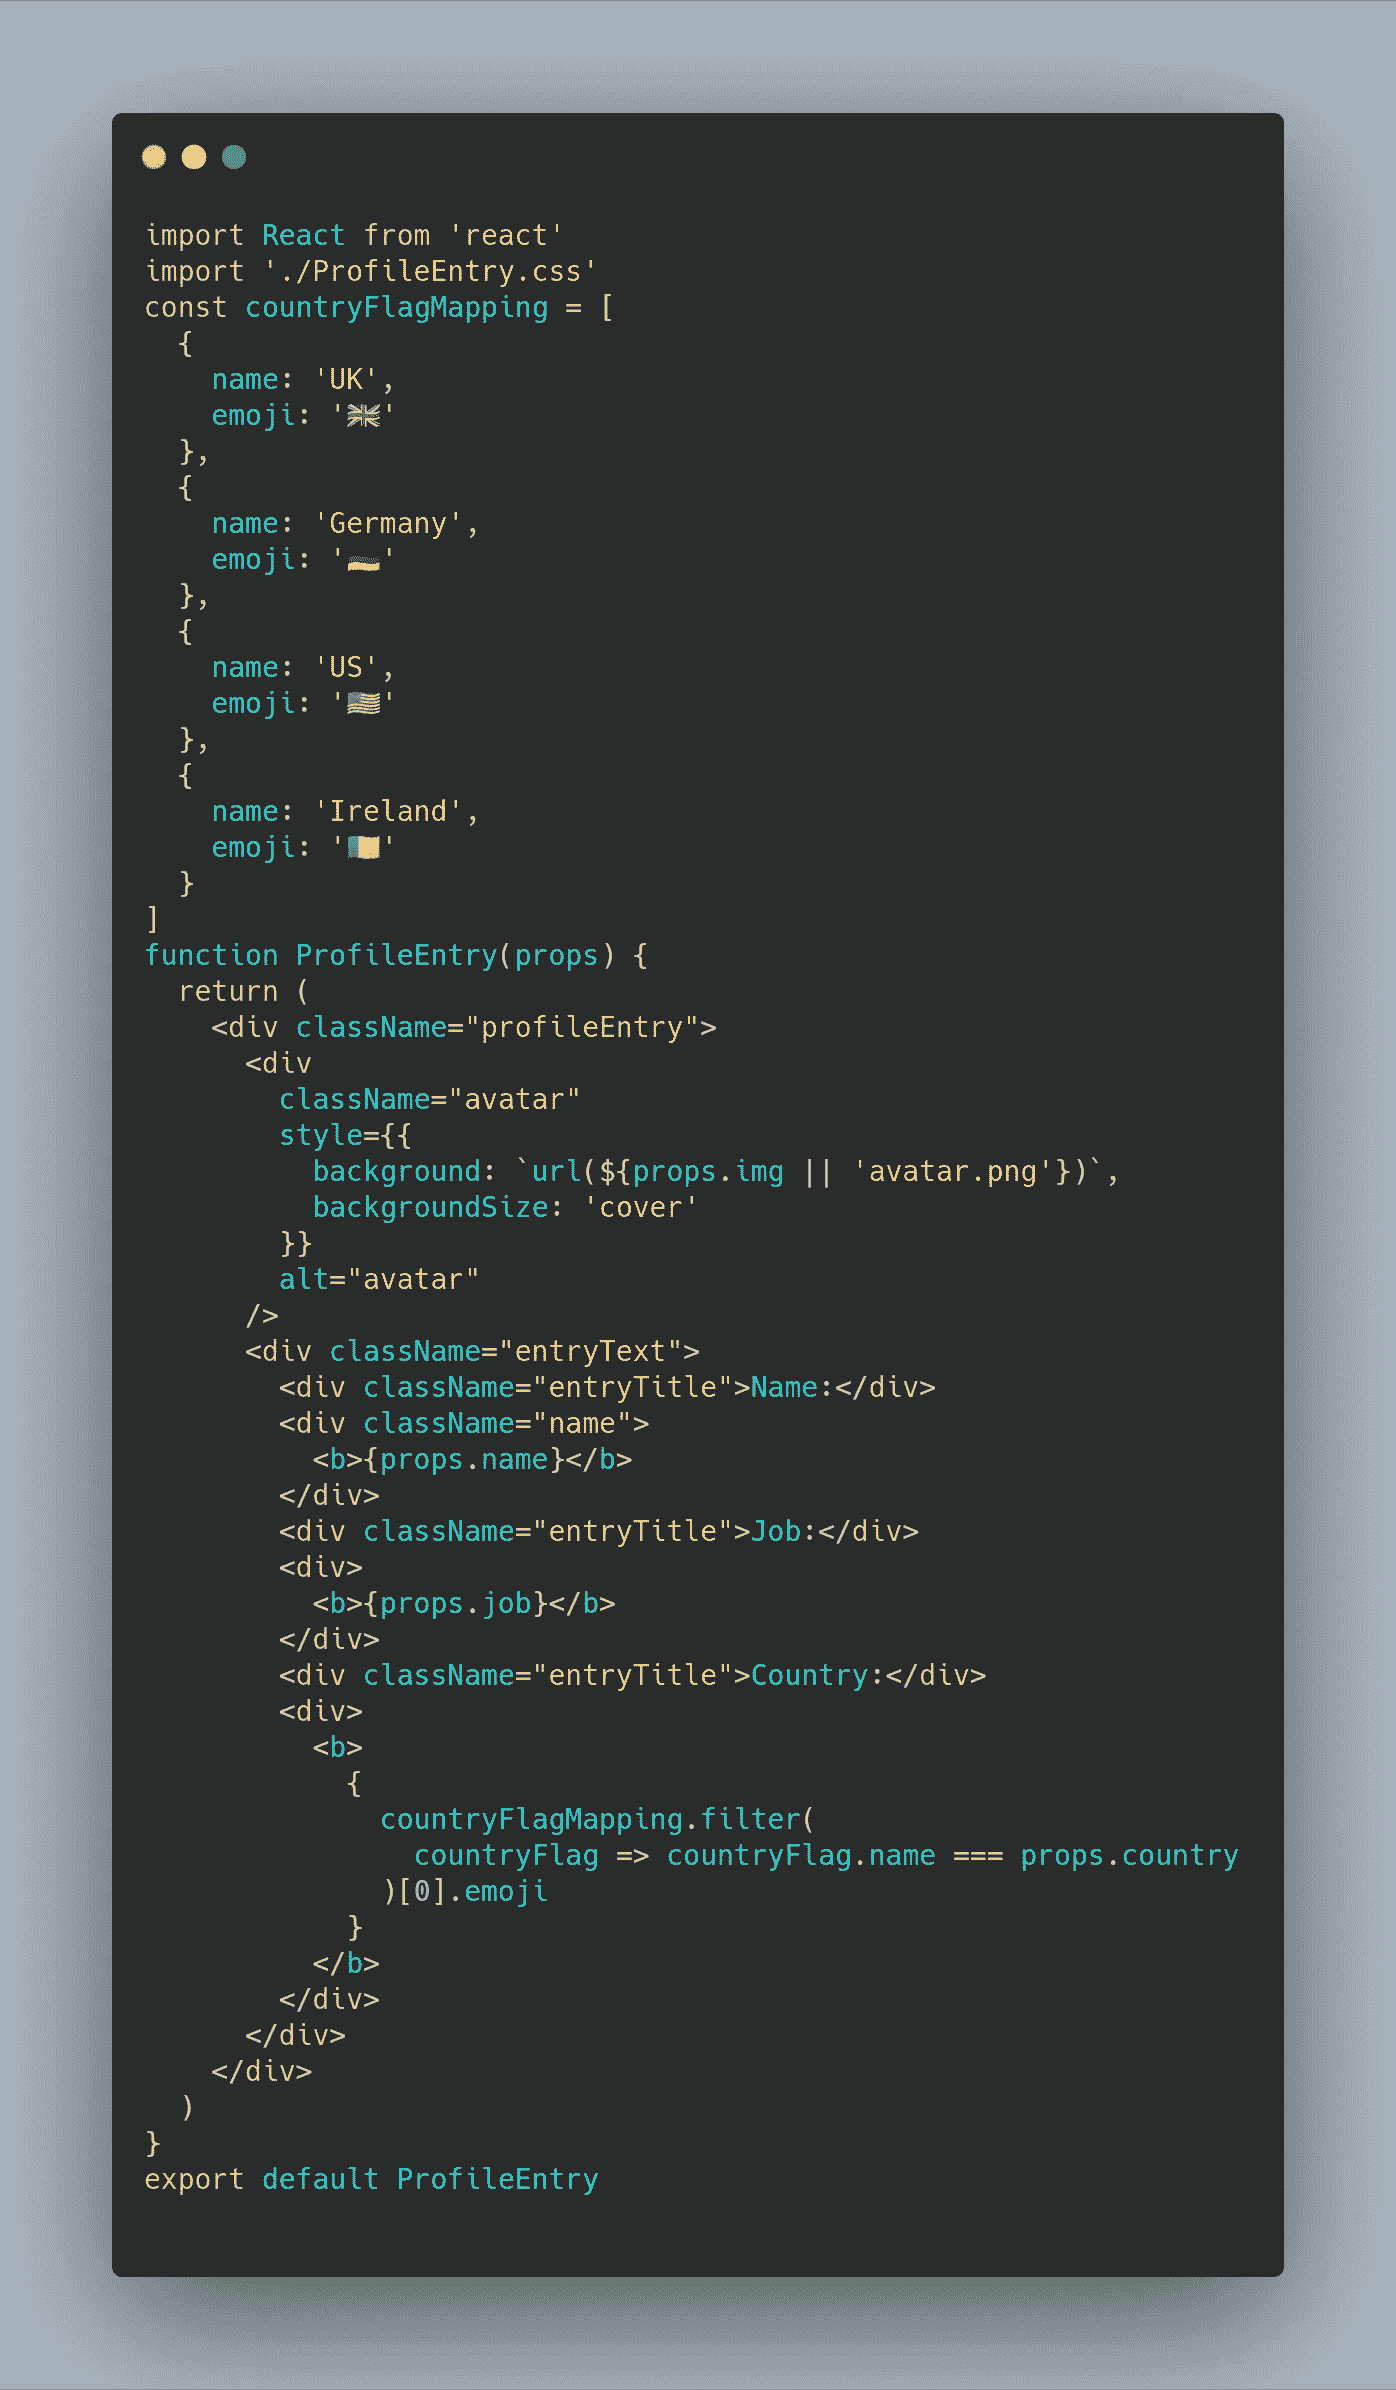 import React from 'react'
import './ProfileEntry.css'
const countryFlagMapping = [
  {
    name: 'UK',
    emoji: '🇬🇧'
  },
  {
    name: 'Germany',
    emoji: '🇩🇪'
  },
  {
    name: 'US',
    emoji: '🇺🇸'
  },
  {
    name: 'Ireland',
    emoji: '🇮🇪'
  }
]
function ProfileEntry(props) {
  return (
    <div className="profileEntry">
      <div
        className="avatar"
        style={{
          background: `url(${props.img || 'avatar.png'})`,
          backgroundSize: 'cover'
        }}
        alt="avatar"
      />
      <div className="entryText">
        <div className="entryTitle">Name:</div>
        <div className="name">
          <b>{props.name}</b>
        </div>
        <div className="entryTitle">Job:</div>
        <div>
          <b>{props.job}</b>
        </div>
        <div className="entryTitle">Country:</div>
        <div>
          <b>
            {
              countryFlagMapping.filter(
                countryFlag => countryFlag.name === props.country
              )[0].emoji
            }
          </b>
        </div>
      </div>
    </div>
  )
}
export default ProfileEntry